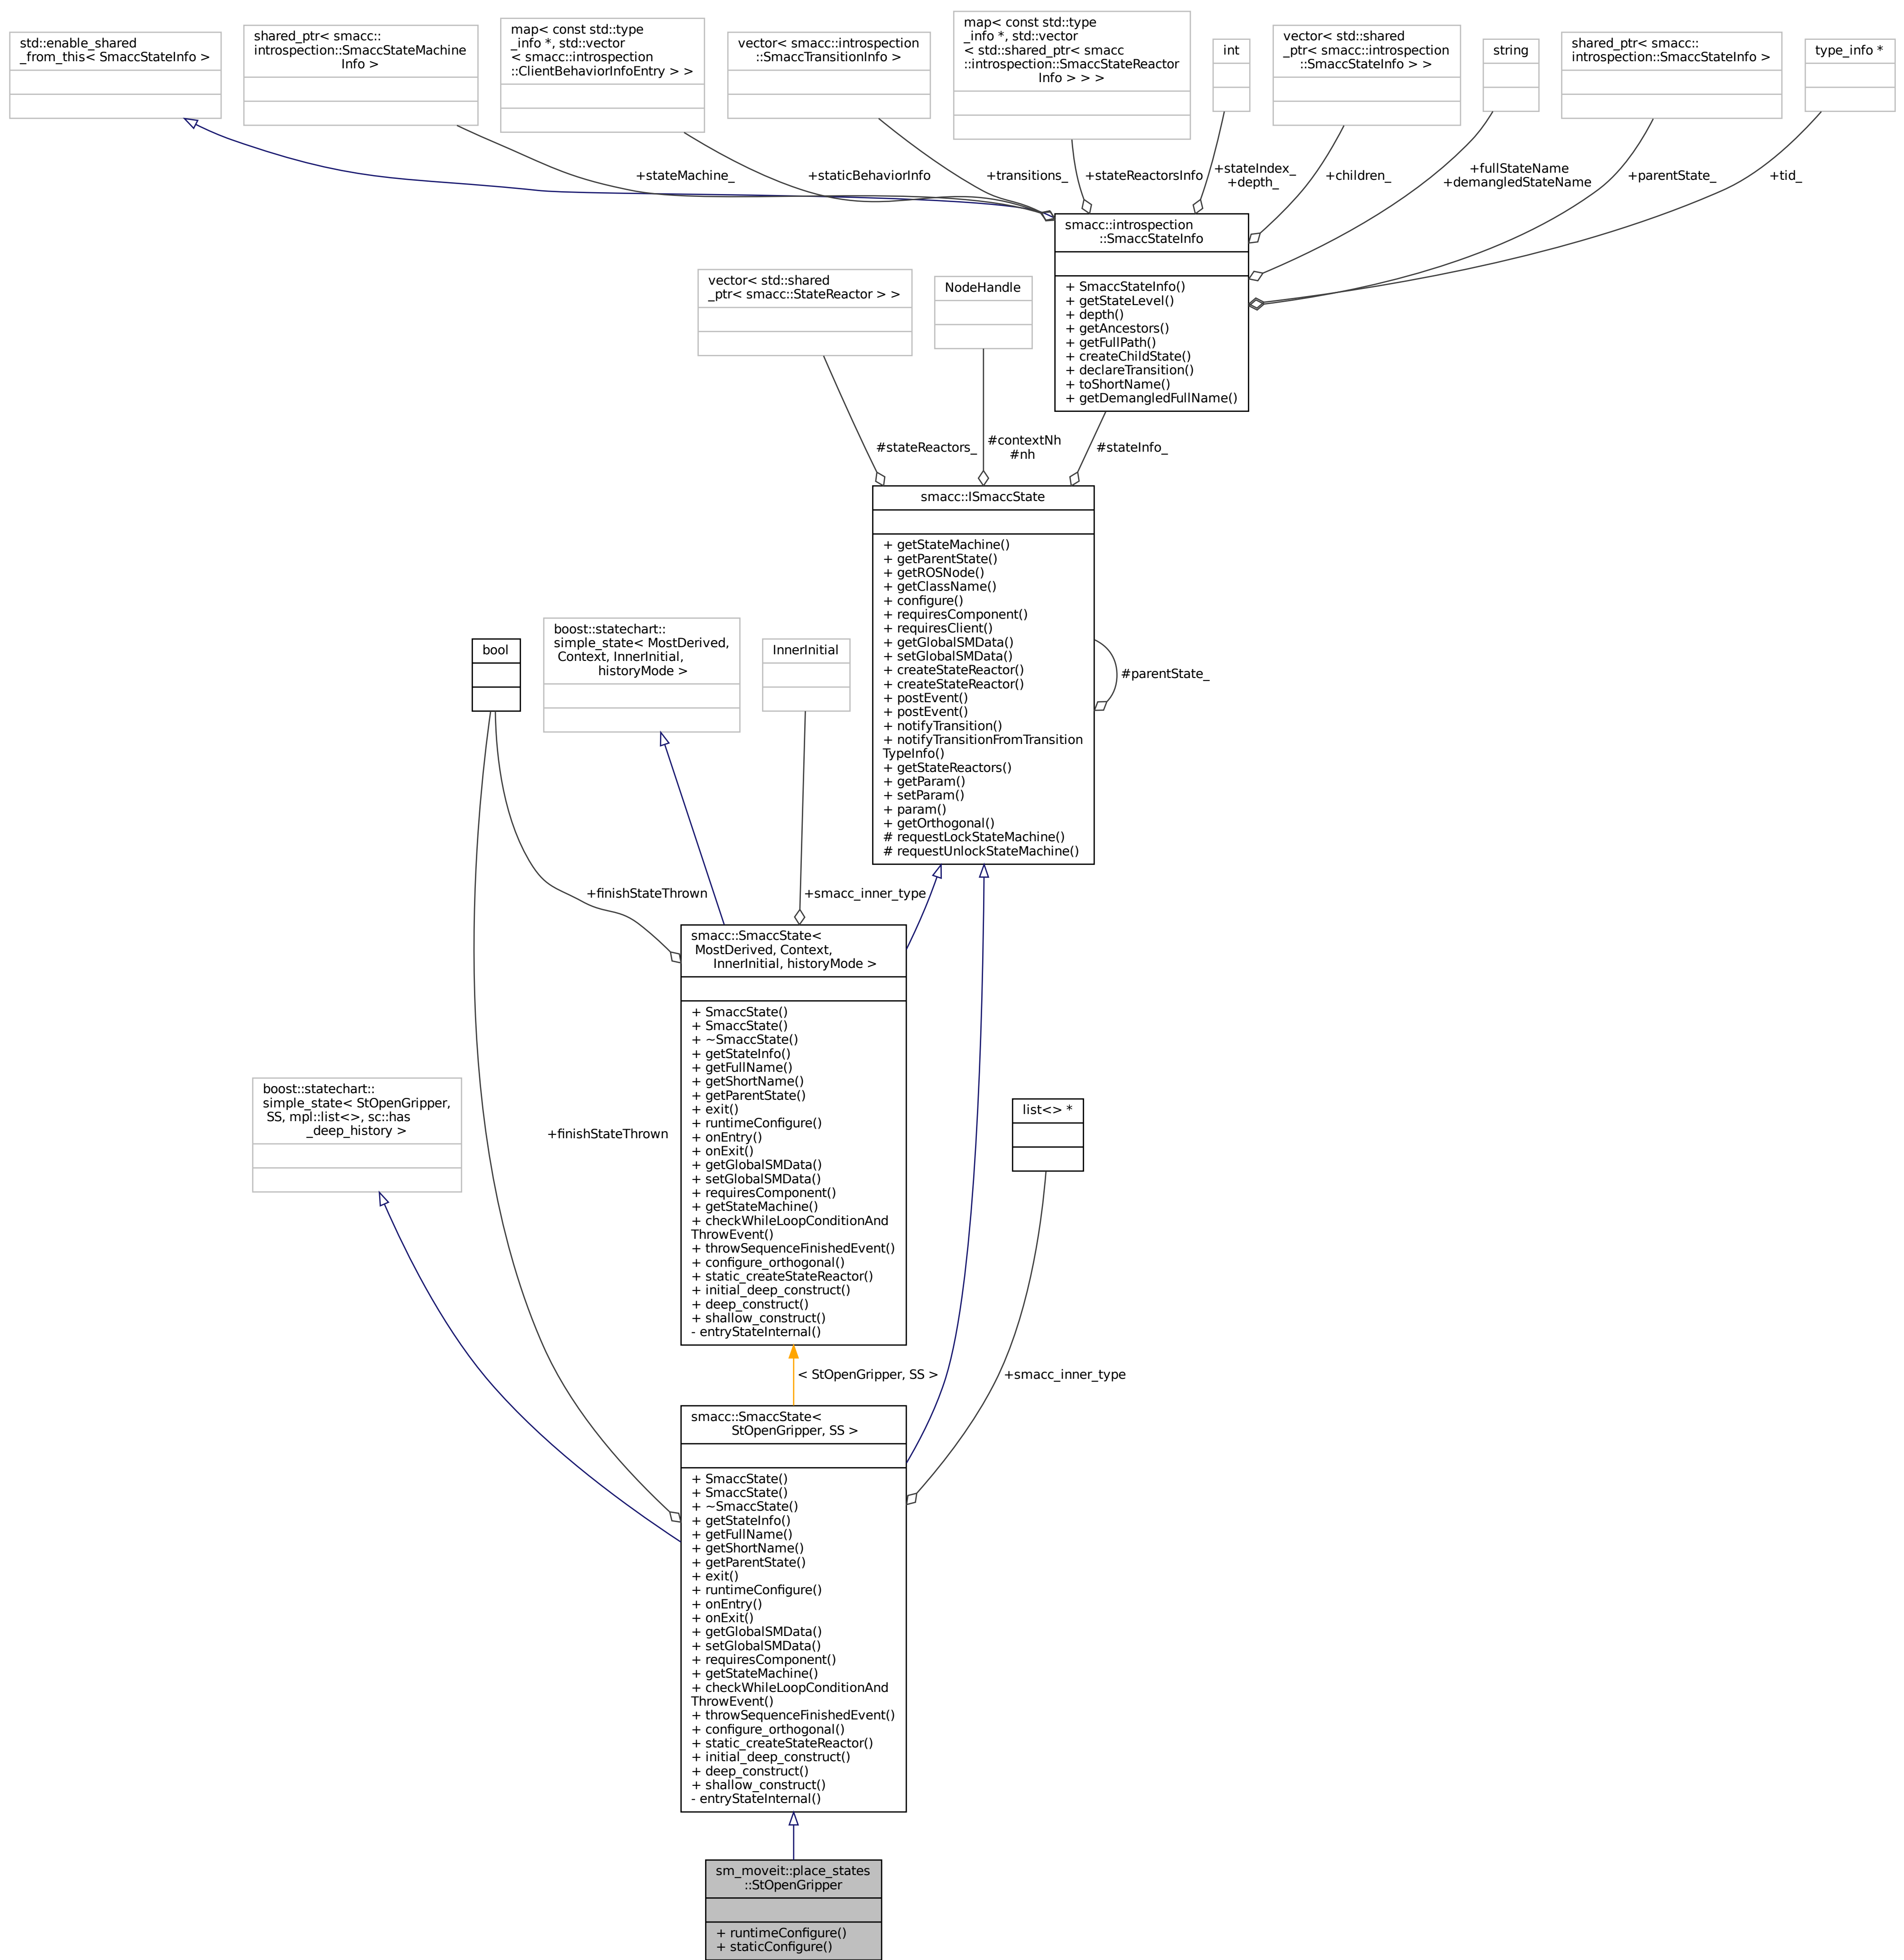 std::enable_shared
_from_this< SmaccStateInfo >
shared_ptr< smacc::
introspection::SmaccStateMachine
Info >
map< const std::type
_info *, std::vector
< smacc::introspection
::ClientBehaviorInfoEntry > >
vector< smacc::introspection
::SmaccTransitionInfo >
map< const std::type
_info *, std::vector
< std::shared_ptr< smacc
::introspection::SmaccStateReactor
Info > > >
int
vector< std::shared
_ptr< smacc::introspection
::SmaccStateInfo > >
string
shared_ptr< smacc::
introspection::SmaccStateInfo >
type_info *
+stateMachine_
+staticBehaviorInfo
+transitions_
+stateReactorsInfo
+stateIndex_
+depth_
+children_
+fullStateName
+demangledStateName
+parentState_
+tid_
smacc::introspection
::SmaccStateInfo
+ SmaccStateInfo()
+ getStateLevel()
+ depth()
+ getAncestors()
+ getFullPath()
+ createChildState()
+ declareTransition()
+ toShortName()
+ getDemangledFullName()
vector< std::shared
_ptr< smacc::StateReactor > >
NodeHandle
#stateReactors_
#contextNh
#nh
#stateInfo_
smacc::ISmaccState
+ getStateMachine()
+ getParentState()
+ getROSNode()
+ getClassName()
+ configure()
+ requiresComponent()
+ requiresClient()
+ getGlobalSMData()
+ setGlobalSMData()
+ createStateReactor()
+ createStateReactor()
+ postEvent()
+ postEvent()
+ notifyTransition()
+ notifyTransitionFromTransition
TypeInfo()
+ getStateReactors()
+ getParam()
+ setParam()
+ param()
+ getOrthogonal()
# requestLockStateMachine()
# requestUnlockStateMachine()
#parentState_
bool
boost::statechart::
simple_state< MostDerived,
Context, InnerInitial,
historyMode >
InnerInitial
+finishStateThrown
+smacc_inner_type
smacc::SmaccState<
MostDerived, Context,
InnerInitial, historyMode >
+ SmaccState()
+ SmaccState()
+ ~SmaccState()
+ getStateInfo()
+ getFullName()
+ getShortName()
+ getParentState()
+ exit()
+ runtimeConfigure()
+ onEntry()
+ onExit()
+ getGlobalSMData()
+ setGlobalSMData()
+ requiresComponent()
+ getStateMachine()
+ checkWhileLoopConditionAnd
ThrowEvent()
+ throwSequenceFinishedEvent()
+ configure_orthogonal()
+ static_createStateReactor()
+ initial_deep_construct()
+ deep_construct()
+ shallow_construct()
- entryStateInternal()
boost::statechart::
simple_state< StOpenGripper,
SS, mpl::list<>, sc::has
_deep_history >
+finishStateThrown
list<> *
< StOpenGripper, SS >
+smacc_inner_type
smacc::SmaccState<
StOpenGripper, SS >
+ SmaccState()
+ SmaccState()
+ ~SmaccState()
+ getStateInfo()
+ getFullName()
+ getShortName()
+ getParentState()
+ exit()
+ runtimeConfigure()
+ onEntry()
+ onExit()
+ getGlobalSMData()
+ setGlobalSMData()
+ requiresComponent()
+ getStateMachine()
+ checkWhileLoopConditionAnd
ThrowEvent()
+ throwSequenceFinishedEvent()
+ configure_orthogonal()
+ static_createStateReactor()
+ initial_deep_construct()
+ deep_construct()
+ shallow_construct()
- entryStateInternal()
sm_moveit::place_states
::StOpenGripper
+ runtimeConfigure()
+ staticConfigure()